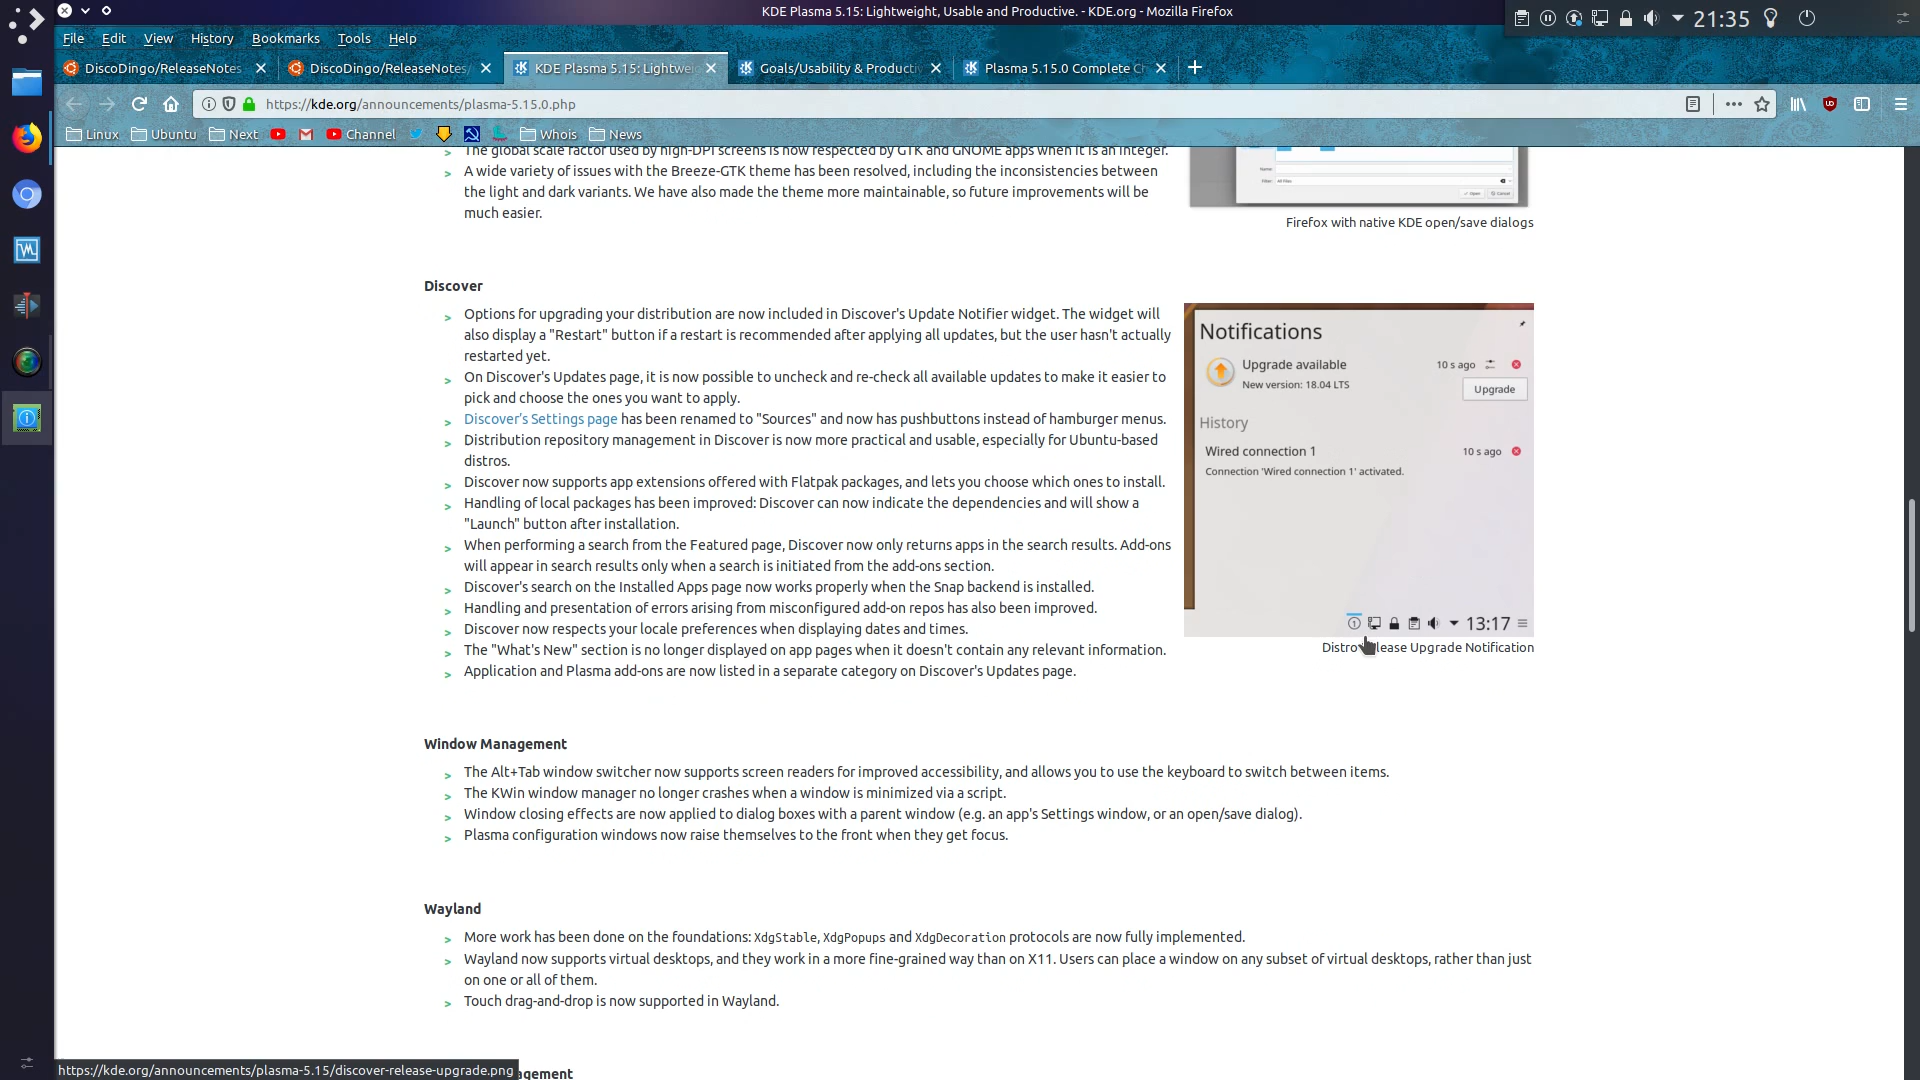 KDE Plasma 5.15: Lightweight, Usable and Productive. - KDE.org - Mozilla Firefox
21:35
File Edit View History Bookmarks Tools Help
DiscoDingo/ReleaseNotes
DiscoDingo/ReleaseNotes/
KDE Plasma 5.15: Lightwei
Goals/Usability & Producti
Plasma 5.15.0 Complete Ch
https://kde.org/announcements/plasma-5.15.0.php
Linux Ubuntu Next Channel Whois News
The global scale factor used by high-DPI screens is now respected by GTK and GNOME apps when it is an integer.
A wide variety of issues with the Breeze-GTK theme has been resolved, including the inconsistencies between
the light and dark variants. We have also made the theme more maintainable, so future improvements will be
much easier.
Name:
Filter: All files
Open Cancel
Firefox with native KDE open/save dialogs
Discover
Options for upgrading your distribution are now included in Discover's Update Notifier widget. The widget will
also display a "Restart" button if a restart is recommended after applying all updates, but the user hasn't actually
restarted yet.
On Discover's Updates page, it is now possible to uncheck and re-check all available updates to make it easier to
pick and choose the ones you want to apply.
Discover's Settings page has been renamed to "Sources" and now has pushbuttons instead of hamburger menus.
Distribution repository management in Discover is now more practical and usable, especially for Ubuntu-based
distros.
Discover now supports app extensions offered with Flatpak packages, and lets you choose which ones to install.
Handling of local packages has been improved: Discover can now indicate the dependencies and will show a
"Launch" button after installation.
When performing a search from the Featured page, Discover now only returns apps in the search results. Add-ons
will appear in search results only when a search is initiated from the add-ons section.
Discover's search on the Installed Apps page now works properly when the Snap backend is installed.
Handling and presentation of errors arising from misconfigured add-on repos has also been improved.
Discover now respects your locale preferences when displaying dates and times.
The "What's New" section is no longer displayed on app pages when it doesn't contain any relevant information.
Application and Plasma add-ons are now listed in a separate category on Discover's Updates page.
Notifications
Upgrade available 10 s ago
New version: 18.04 LTS
Upgrade
History
Wired connection 1 10 s ago
Connection 'Wired connection 1' activated.
1 13:17
Distro lease Upgrade Notification
Window Management
The Alt+Tab window switcher now supports screen readers for improved accessibility, and allows you to use the keyboard to switch between items.
The KWin window manager no longer crashes when a window is minimized via a script.
Window closing effects are now applied to dialog boxes with a parent window (e.g. an app's Settings window, or an open/save dialog).
Plasma configuration windows now raise themselves to the front when they get focus.
Wayland
More work has been done on the foundations: XdgStable, XdgPopups and XdgDecoration protocols are now fully implemented.
Wayland now supports virtual desktops, and they work in a more fine-grained way than on X11. Users can place a window on any subset of virtual desktops, rather than just
on one or all of them.
Touch drag-and-drop is now supported in Wayland.
https://kde.org/announcements/plasma-5.15/discover-release-upgrade.png
agement